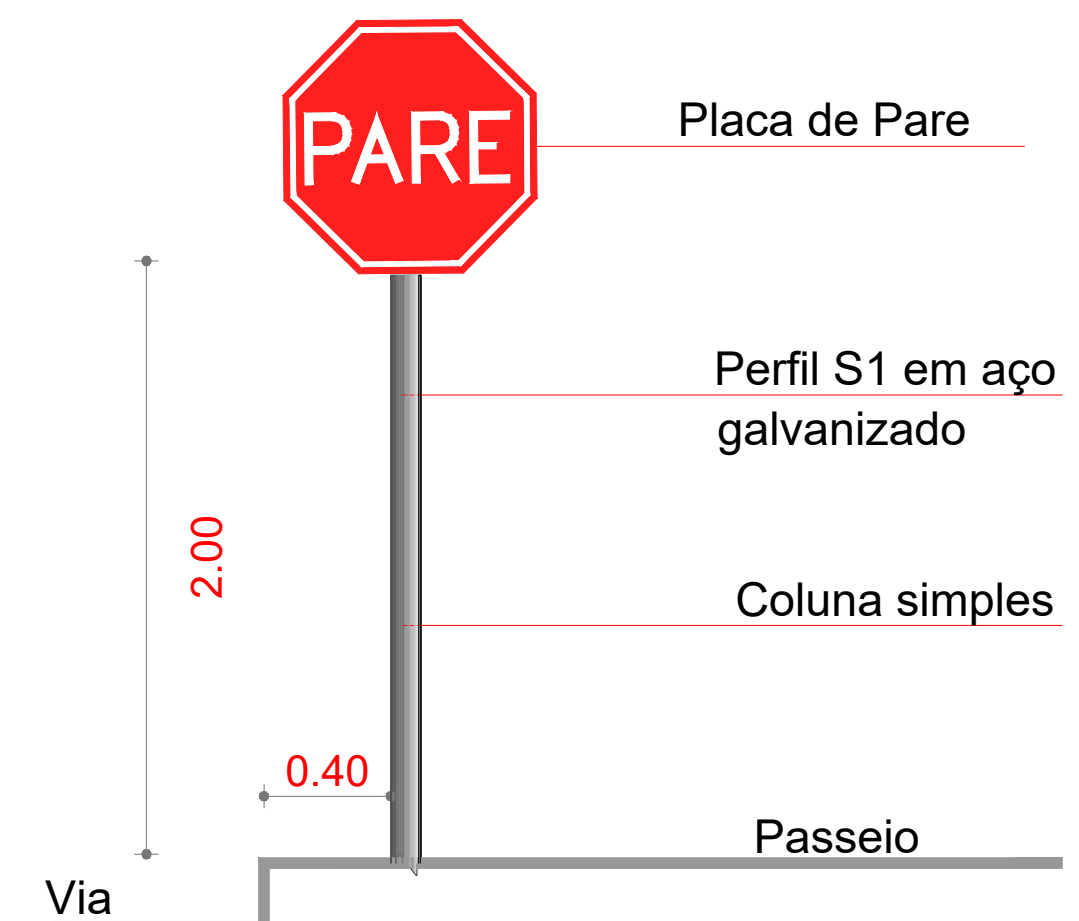 PARE
Placa de Pare
Perfil S1 em aço
galvanizado
2.00
Coluna simples
0.40
Passeio
Via